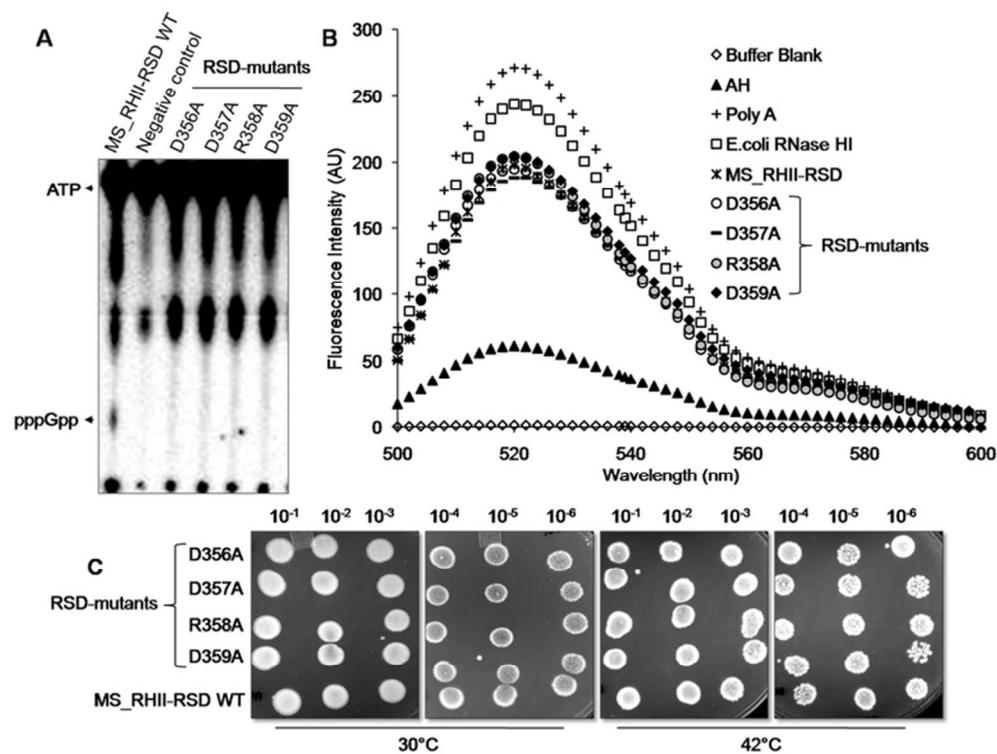 A
MS_RHII-RSD WT
Negative control
RSD-mutants
D356A
D357A
R358A
D359A
ATP
pppGpp
B
Fluorescence Intensity (AU)
300
250
200
150
100
50
0
500
520
540
560
580
600
Wavelength (nm)
Buffer Blank
AH
Poly A
E.coli RNase HI
MS_RHII-RSD
D356A
D357A
R358A
D359A
RSD-mutants
C
10-1 10-2 10-3 10-4 10-5 10-6 10-1 10-2 10-3 10-4 10-5 10-6
RSD-mutants
D356A
D357A
R358A
D359A
MS_RHII-RSD WT
30°C
42°C